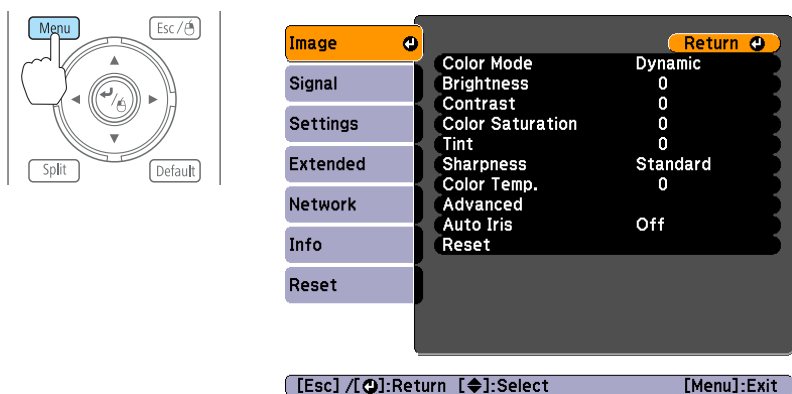 Menu
Esc /
Split
Default
Image
Signal
Settings
Extended
Network
Info
Reset
Return
Color Mode Dynamic
Brightness 0
Contrast 0
Color Saturation 0
Tint 0
Sharpness Standard
Color Temp. 0
Advanced
Auto Iris Off
Reset
[Esc] /[ ]:Return [ ]:Select [Menu]:Exit